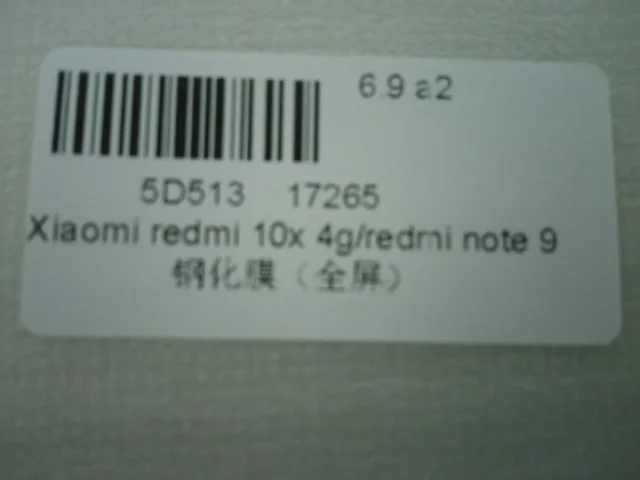 6.9 a2
5D513 17265
Xiaomi redmi 10x 4g/redmi note 9
钢化膜（全屏）